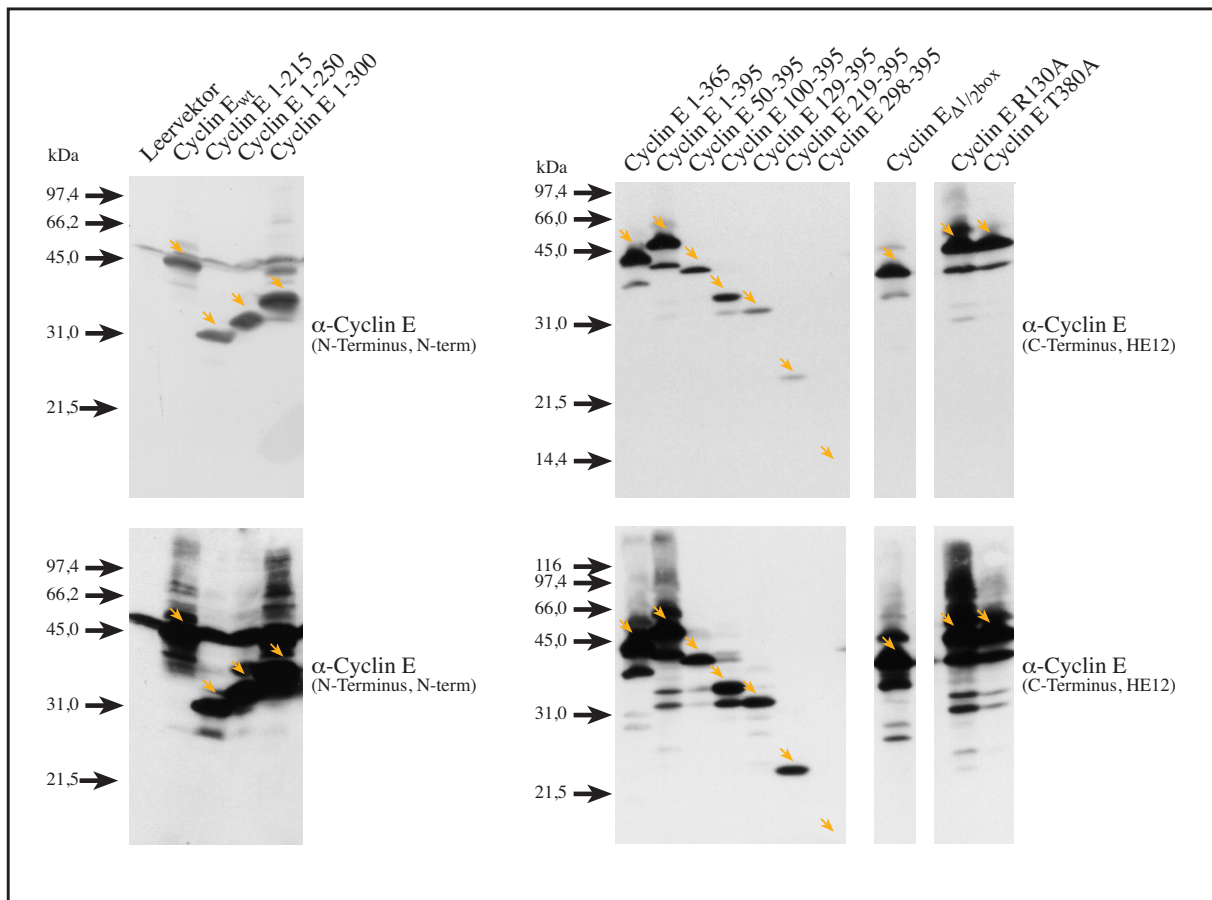 Leervektor
Cyclin Ewt
Cyclin E 1-215
Cyclin E 1-250
Cyclin E 1-300
kDa
97,4
66,2
45,0
31,0
21,5
α-Cyclin E
(N-Terminus, N-term)
Cyclin E 1-365
Cyclin E 1-395
Cyclin E 50-395
Cyclin E 100-395
Cyclin E 129-395
Cyclin E 219-395
Cyclin E 298-395
Cyclin EΔ1/2box
Cyclin E R130A
Cyclin E T380A
kDa
97,4
66,0
45,0
31,0
21,5
14,4
α-Cyclin E
(C-Terminus, HE12)
97,4
66,2
45,0
31,0
21,5
α-Cyclin E
(N-Terminus, N-term)
116
97,4
66,0
45,0
31,0
21,5
α-Cyclin E
(C-Terminus, HE12)